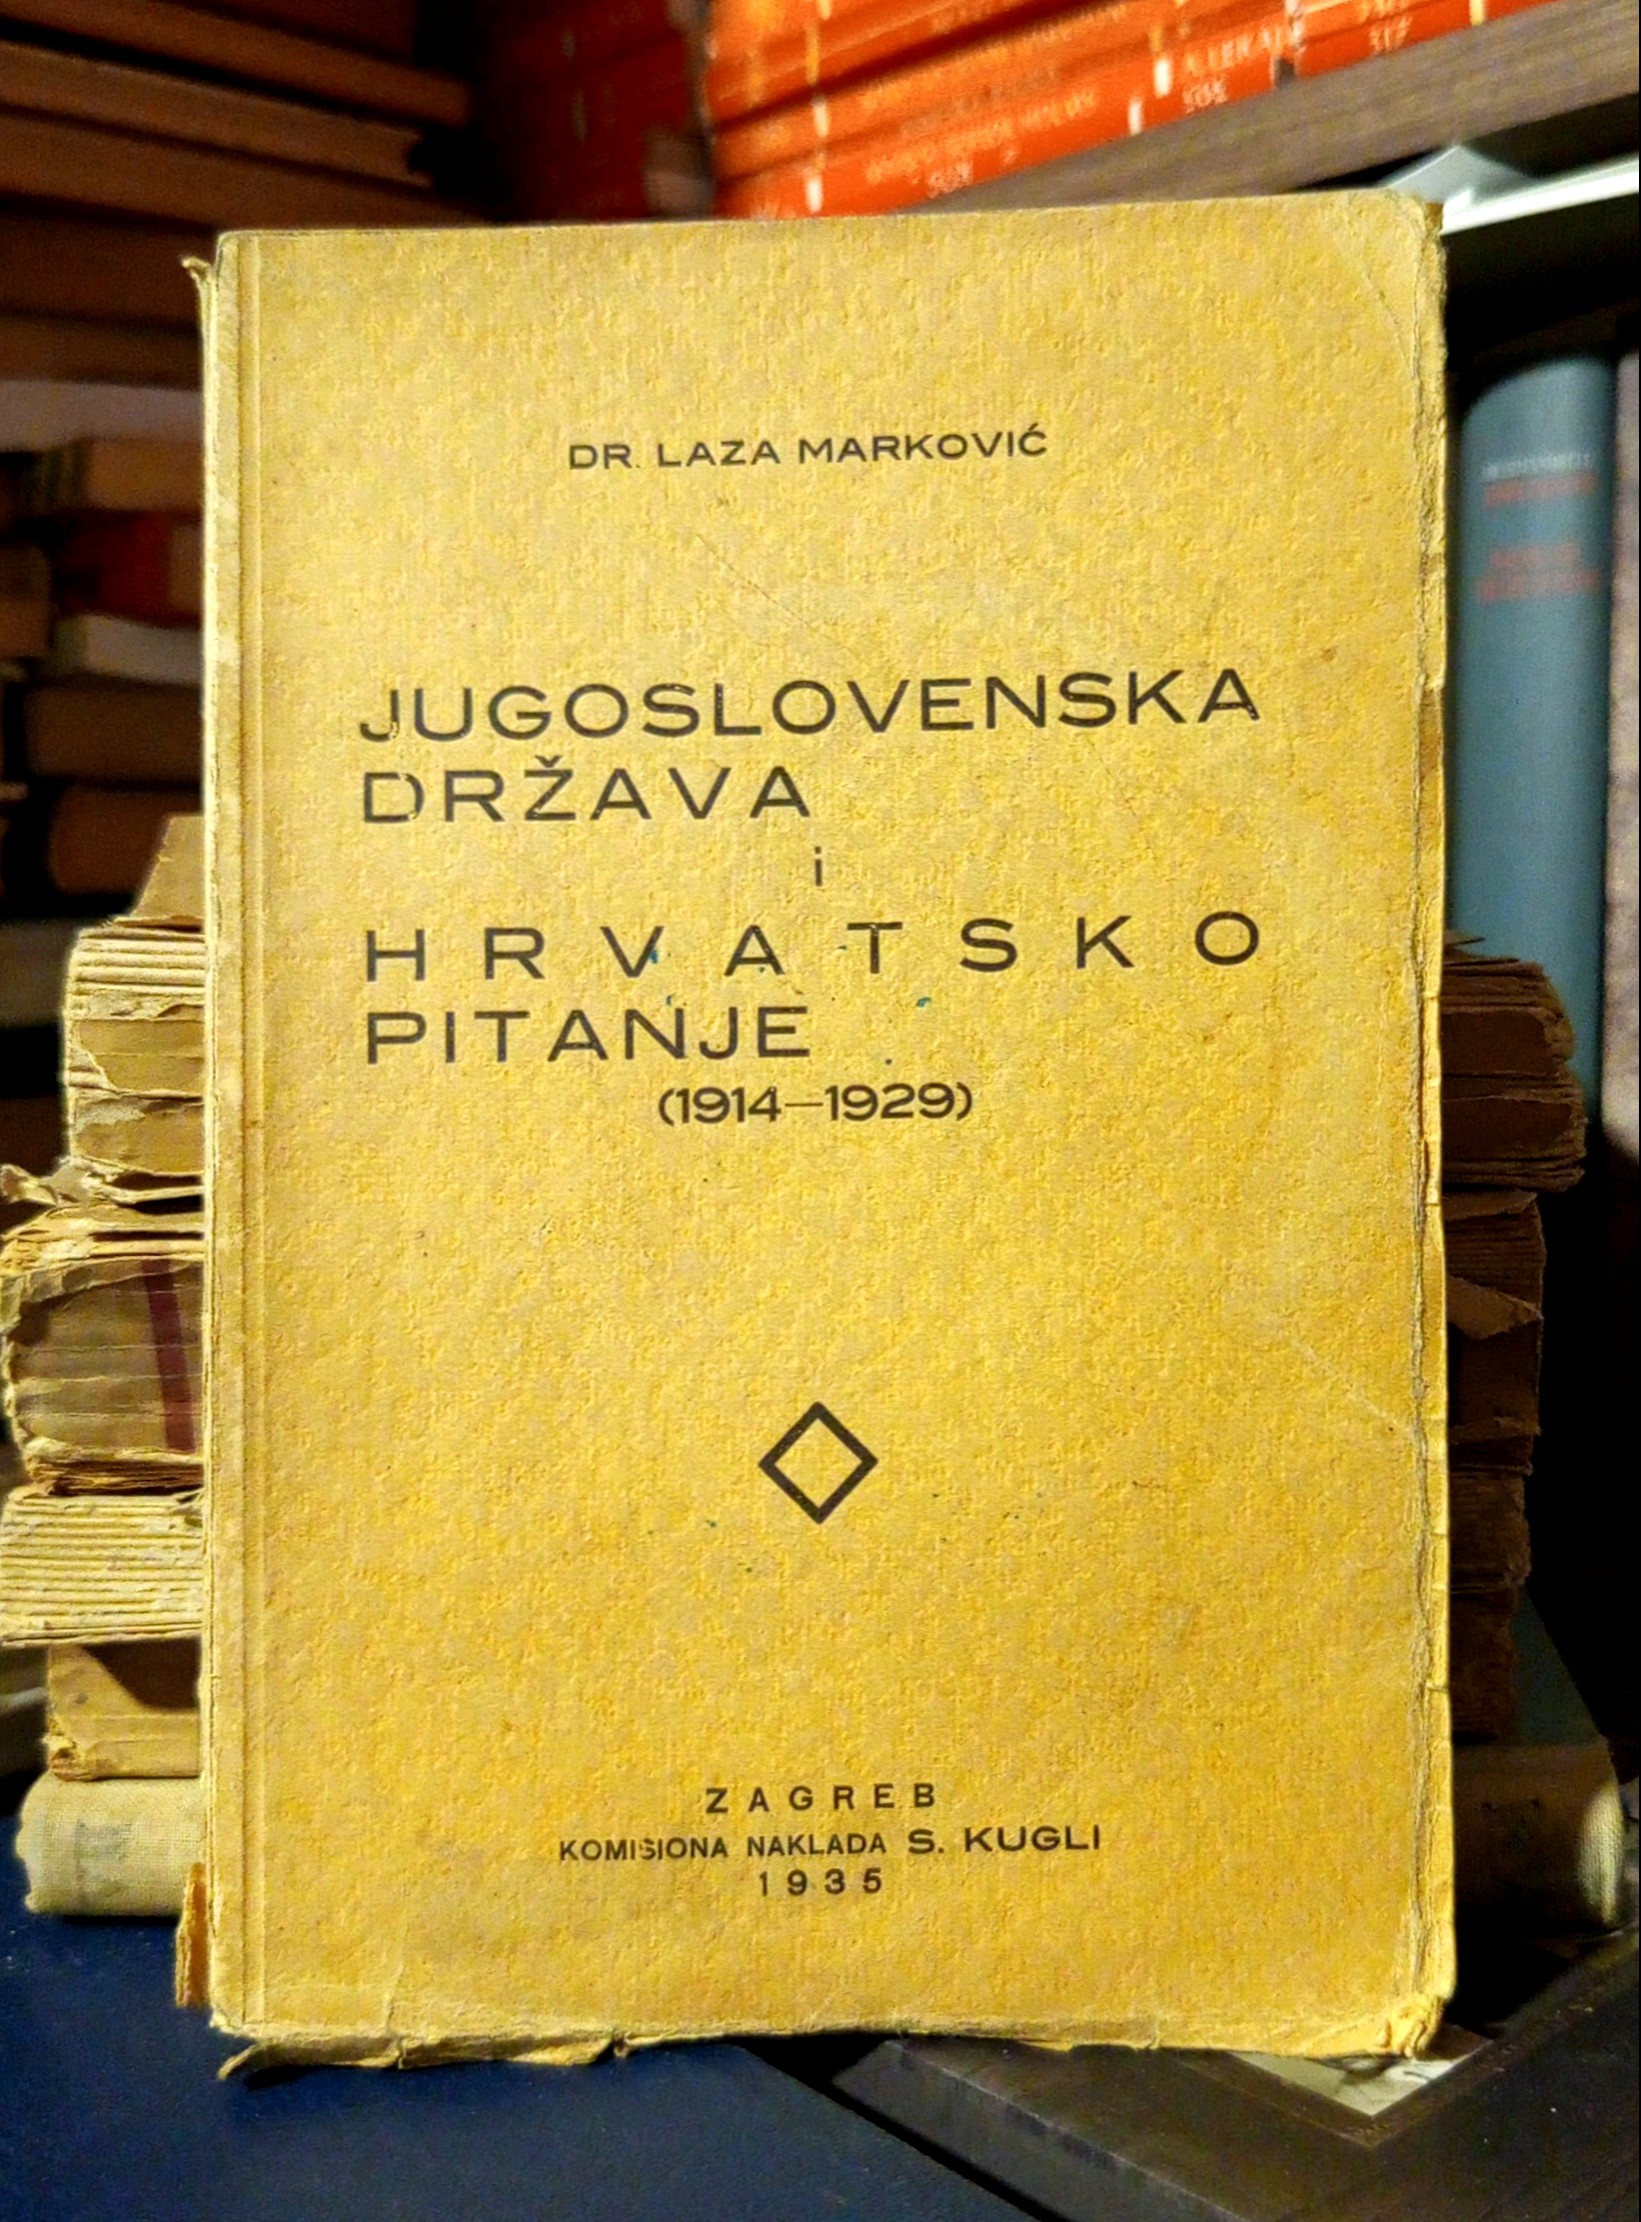 DR. LAZA MARKOVIĆ
JUGOSLOVENSKA
DRŽAVA
i
HRVATSKO
PITANJE
(1914—1929)
ZAGREB
KOMISIONA NAKLADA S. KUGLI
1935